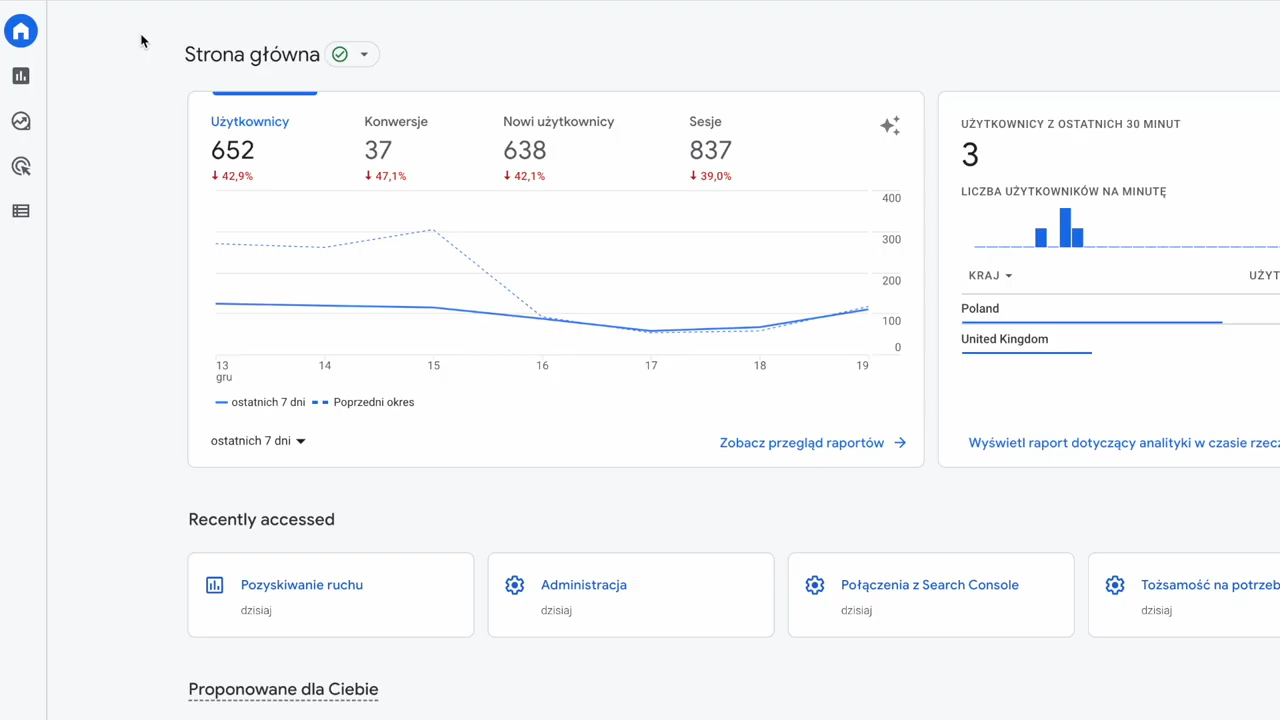 Strona główna
Użytkownicy
652
42,9%
Konwersje
37
47,1%
Nowi użytkownicy
638
42,1%
Sesje
837
39,0%
400
300
200
100
0
13
gru
14
15
16
17
18
19
ostatnich 7 dni
Poprzedni okres
ostatnich 7 dni
Zobacz przegląd raportów
UŻYTKOWNICY Z OSTATNICH 30 MINUT
3
LICZBA UŻYTKOWNIKÓW NA MINUTĘ
KRAJ
UŻYT
Poland
United Kingdom
Wyświetl raport dotyczący analityki w czasie rzecz
Recently accessed
Pozyskiwanie ruchu
dzisiaj
Administracja
dzisiaj
Połączenia z Search Console
dzisiaj
Tożsamość na potrzeb
dzisiaj
Proponowane dla Ciebie